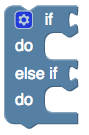 if
do
else if
do